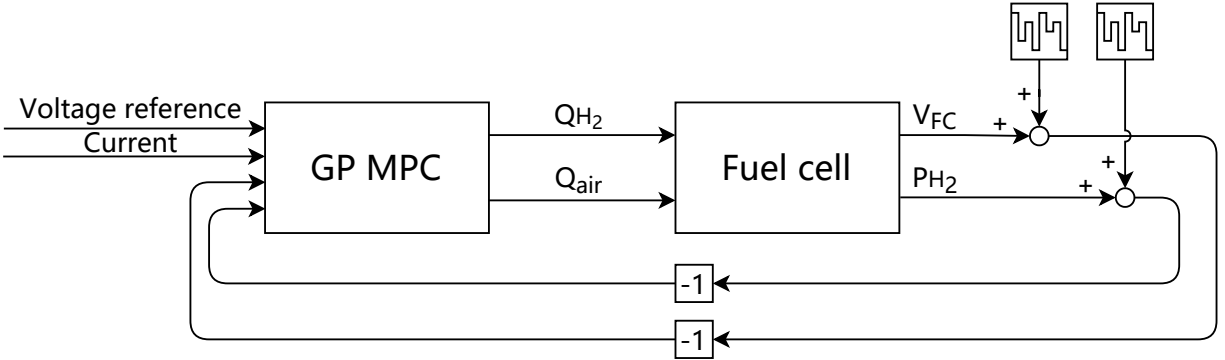 Voltage reference
Current
GP MPC
QH2
Qair
Fuel cell
VFC
PH2
+
+
+
+
-1
-1